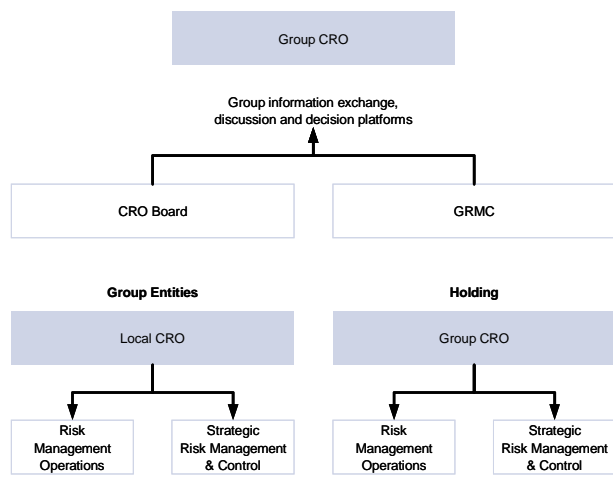 Group CRO
Group information exchange,
discussion and decision platforms
CRO Board
GRMC
Group Entities
Holding
Local CRO
Group CRO
Risk
Management
Operations
Strategic
Risk Management
& Control
Risk
Management
Operations
Strategic
Risk Management
& Control